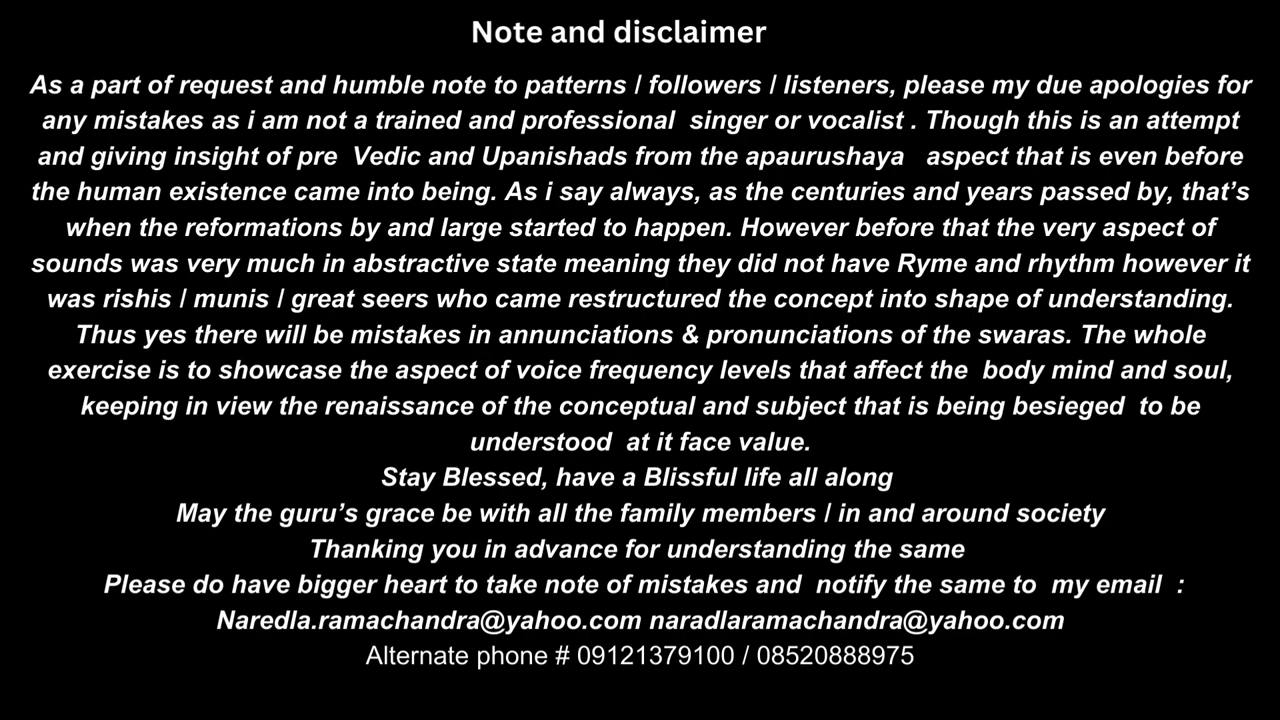 Note and disclaimer
As a part of request and humble note to patterns / followers / listeners, please my due apologies for
any mistakes as i am not a trained and professional singer or vocalist . Though this is an attempt
and giving insight of pre Vedic and Upanishads from the apaurushaya aspect that is even before
the human existence came into being. As i say always, as the centuries and years passed by, that's
when the reformations by and large started to happen. However before that the very aspect of
sounds was very much in abstractive state meaning they did not have Ryme and rhythm however it
was rishis / munis / great seers who came restructured the concept into shape of understanding.
Thus yes there will be mistakes in annunciations & pronunciations of the swaras. The whole
exercise is to showcase the aspect of voice frequency levels that affect the body mind and soul,
keeping in view the renaissance of the conceptual and subject that is being besieged to be
understood at it face value.
Stay Blessed, have a Blissful life all along
May the guru's grace be with all the family members / in and around society
Thanking you in advance for understanding the same
Please do have bigger heart to take note of mistakes and notify the same to my email :
Naredla.ramachandra@yahoo.com naradlaramachandra@yahoo.com
Alternate phone # 09121379100 / 08520888975